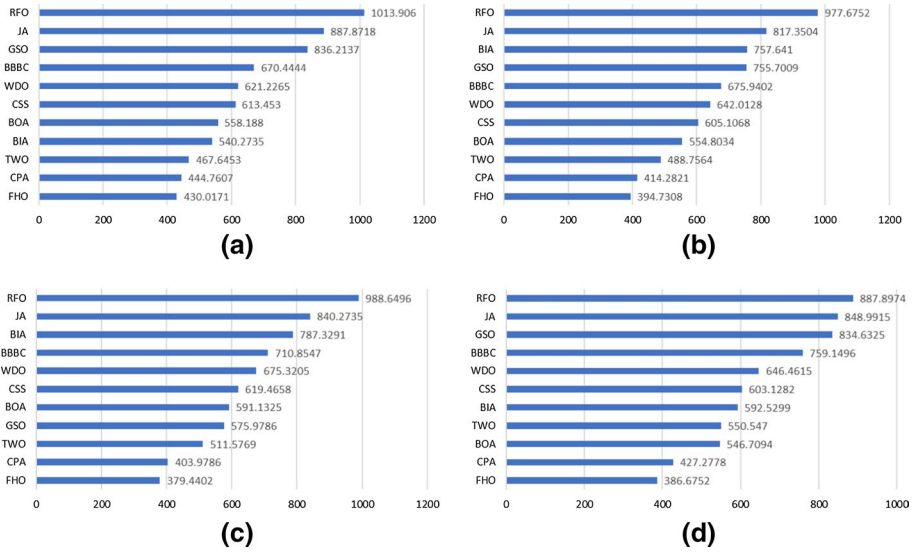 RFO 1013.906
JA 887.8718
GSO 836.2137
BBBC 670.4444
WDO 621.2265
CSS 613.453
BOA 558.188
BIA 540.2735
TWO 467.6453
CPA 444.7607
FHO 430.0171
0 200 400 600 800 1000 1200
(a)
RFO 977.6752
JA 817.3504
BIA 757.641
GSO 755.7009
BBBC 675.9402
WDO 642.0128
CSS 605.1068
BOA 554.8034
TWO 488.7564
CPA 414.2821
FHO 394.7308
0 200 400 600 800 1000 1200
(b)
RFO 988.6496
JA 840.2735
BIA 787.3291
BBBC 710.8547
WDO 675.3205
CSS 619.4658
BOA 591.1325
GSO 575.9786
TWO 511.5769
CPA 403.9786
FHO 379.4402
0 200 400 600 800 1000 1200
(c)
RFO 887.8974
JA 848.9915
GSO 834.6325
BBBC 759.1496
WDO 646.4615
CSS 603.1282
BIA 592.5299
TWO 550.547
BOA 546.7094
CPA 427.2778
FHO 386.6752
0 200 400 600 800 1000
(d)